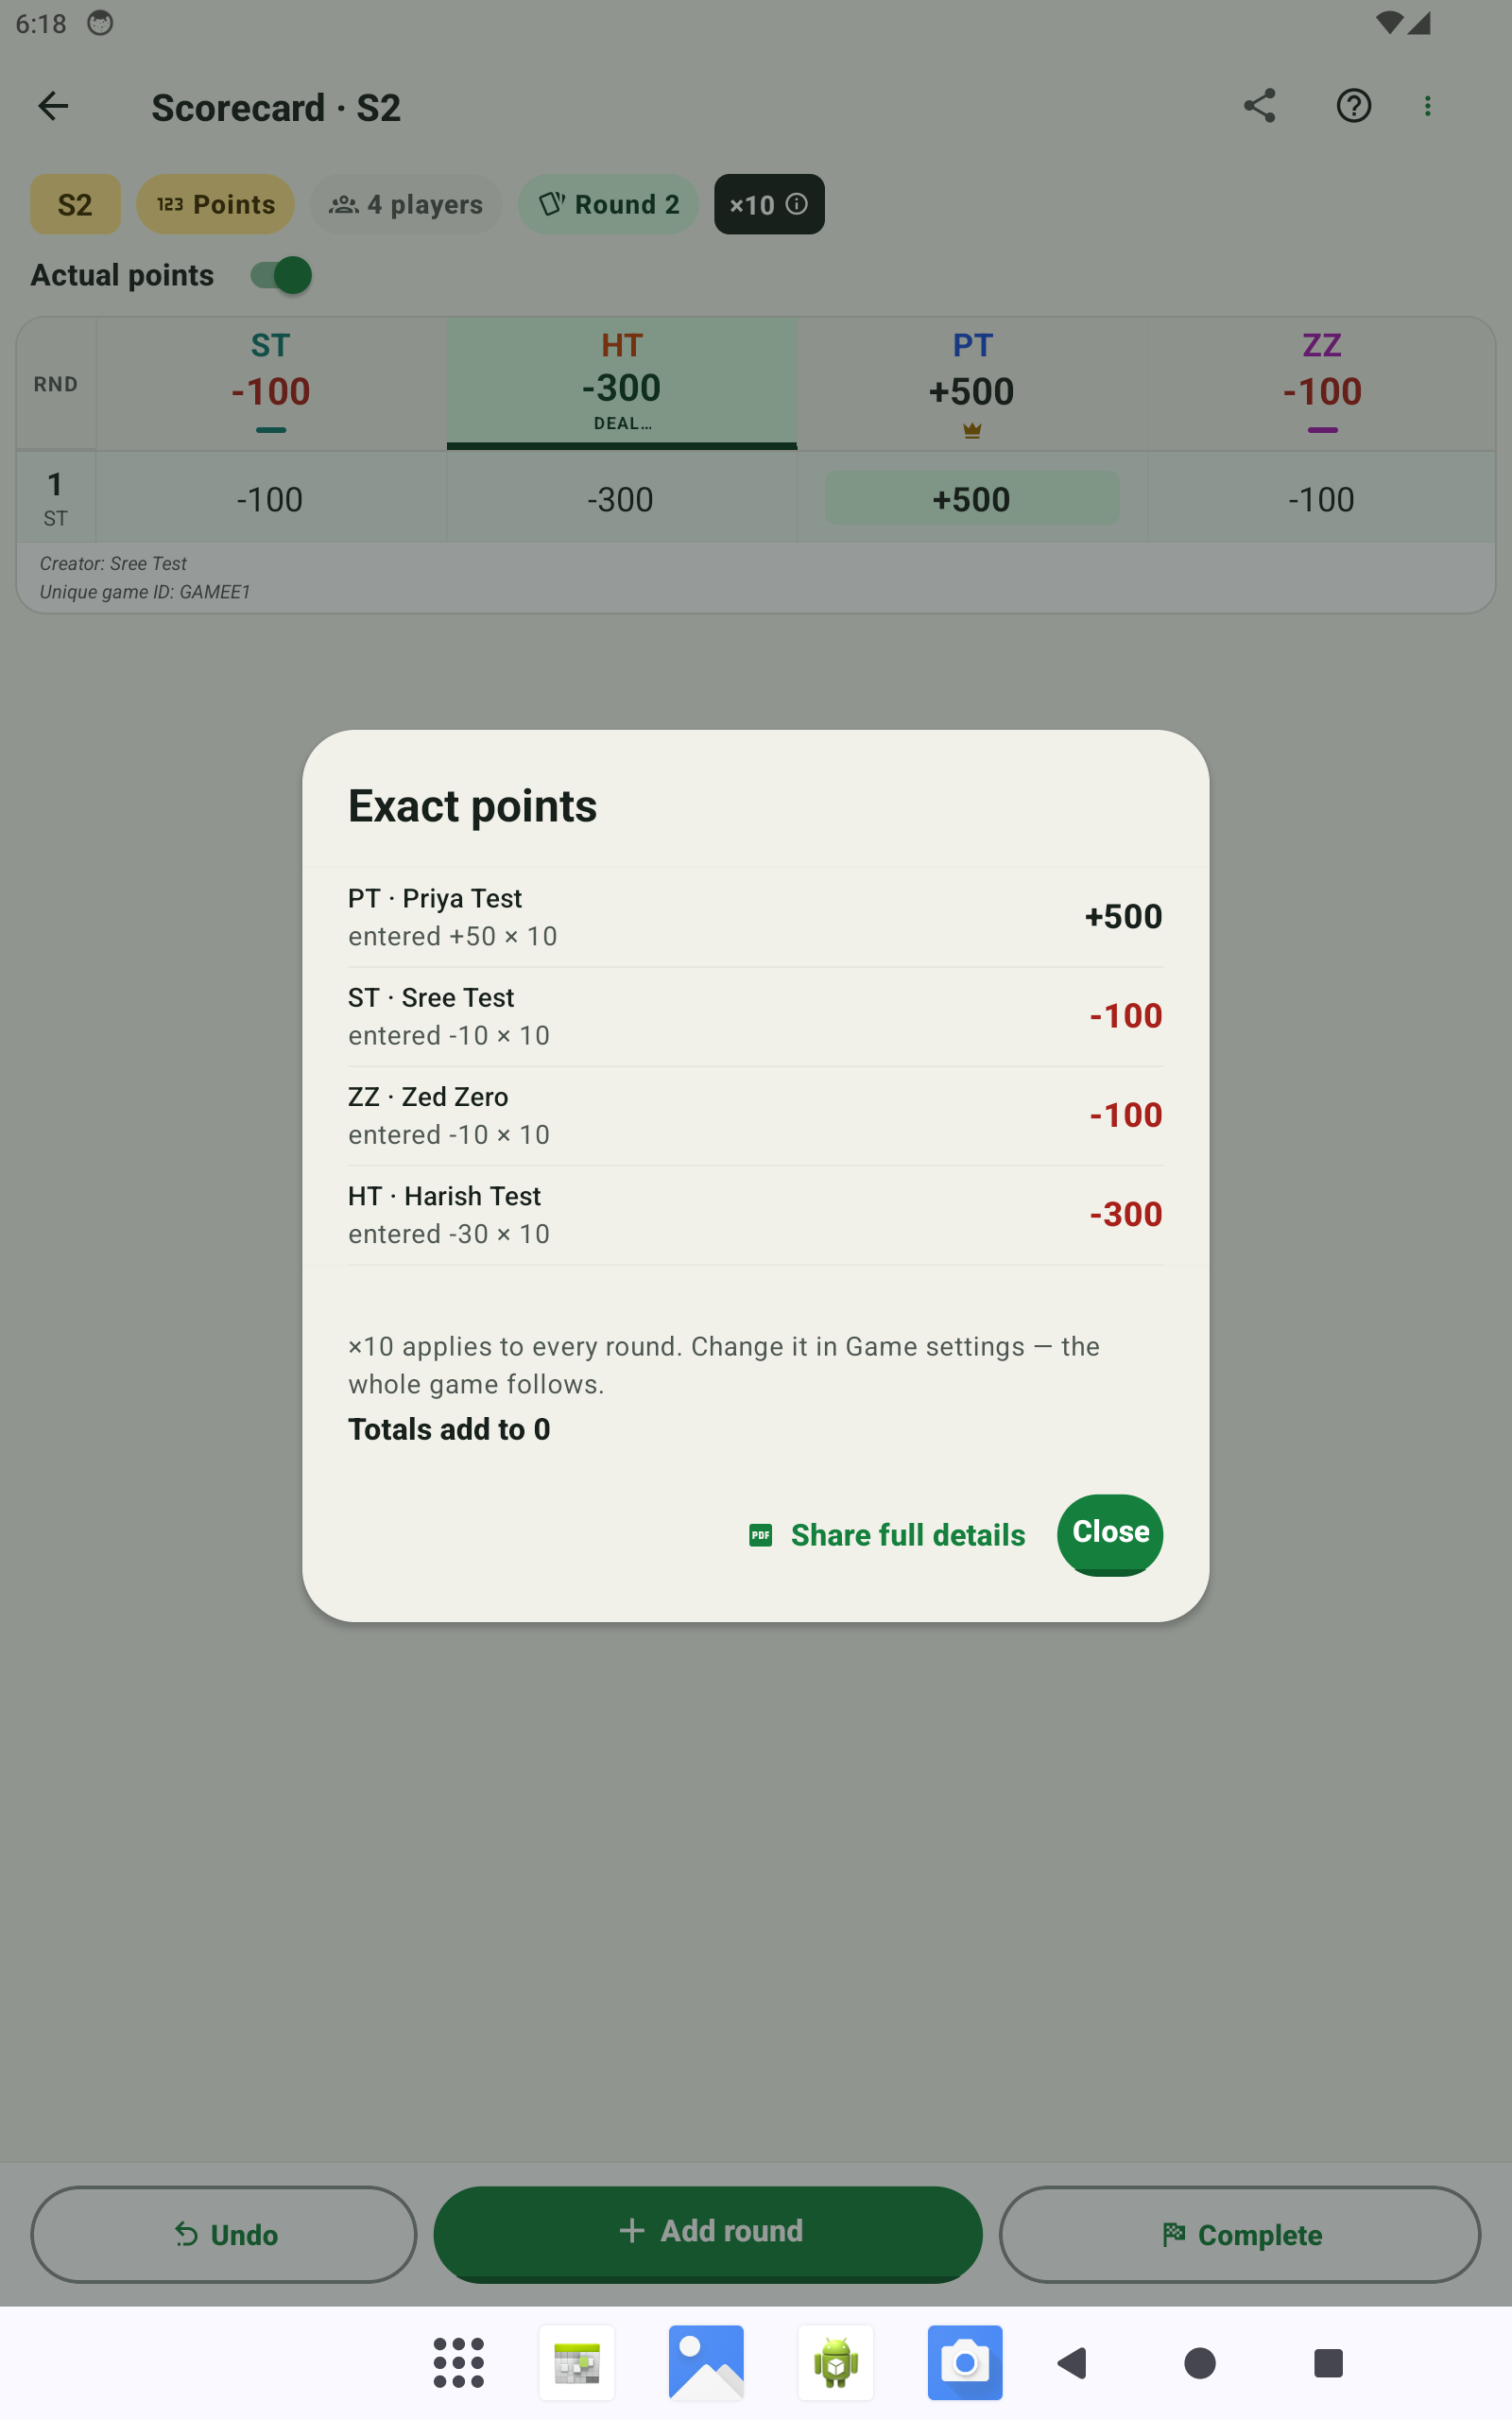 6:18
Scorecard · S2
S2
123 Points
4 players
Round 2
×10
Actual points
RND
ST
-100
HT
-300
DEAL…
PT
+500
ZZ
-100
1
ST
-100
-300
+500
-100
Creator: Sree Test
Unique game ID: GAMEE1
Exact points
PT · Priya Test
entered +50 × 10
+500
ST · Sree Test
entered -10 × 10
-100
ZZ · Zed Zero
entered -10 × 10
-100
HT · Harish Test
entered -30 × 10
-300
×10 applies to every round. Change it in Game settings — the
whole game follows.
Totals add to 0
PDF Share full details
Close
Undo
+ Add round
Complete